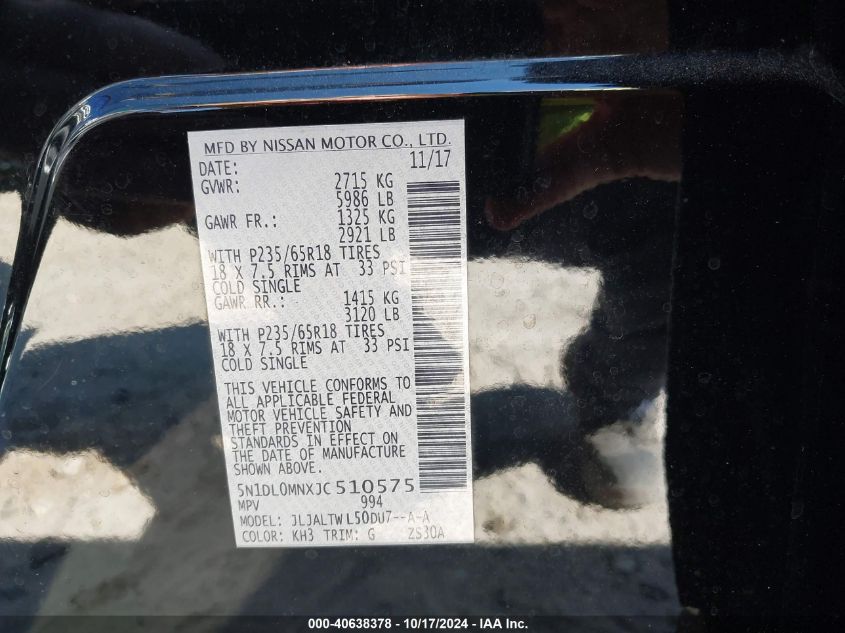 MFD BY NISSAN MOTOR CO., LTD.
DATE: 11/17
GVWR: 2715 KG
5986 LB
GAWR FR.: 1325 KG
2921 LB
WITH P235/65R18 TIRES
18 X 7.5 RIMS AT 33 PSI
COLD SINGLE
GAWR RR.: 1415 KG
3120 LB
WITH P235/65R18 TIRES
18 X 7.5 RIMS AT 33 PSI
COLD SINGLE
THIS VEHICLE CONFORMS TO
ALL APPLICABLE FEDERAL
MOTOR VEHICLE SAFETY AND
THEFT PREVENTION
STANDARDS IN EFFECT ON
THE DATE OF MANUFACTURE
SHOWN ABOVE.
5N1DL0MNXJC510575
MPV 994
MODEL: JLJALTWL50DU7--A-A
COLOR: KH3 TRIM: G ZS30A
000-40638378 - 10/17/2024 - IAA Inc.